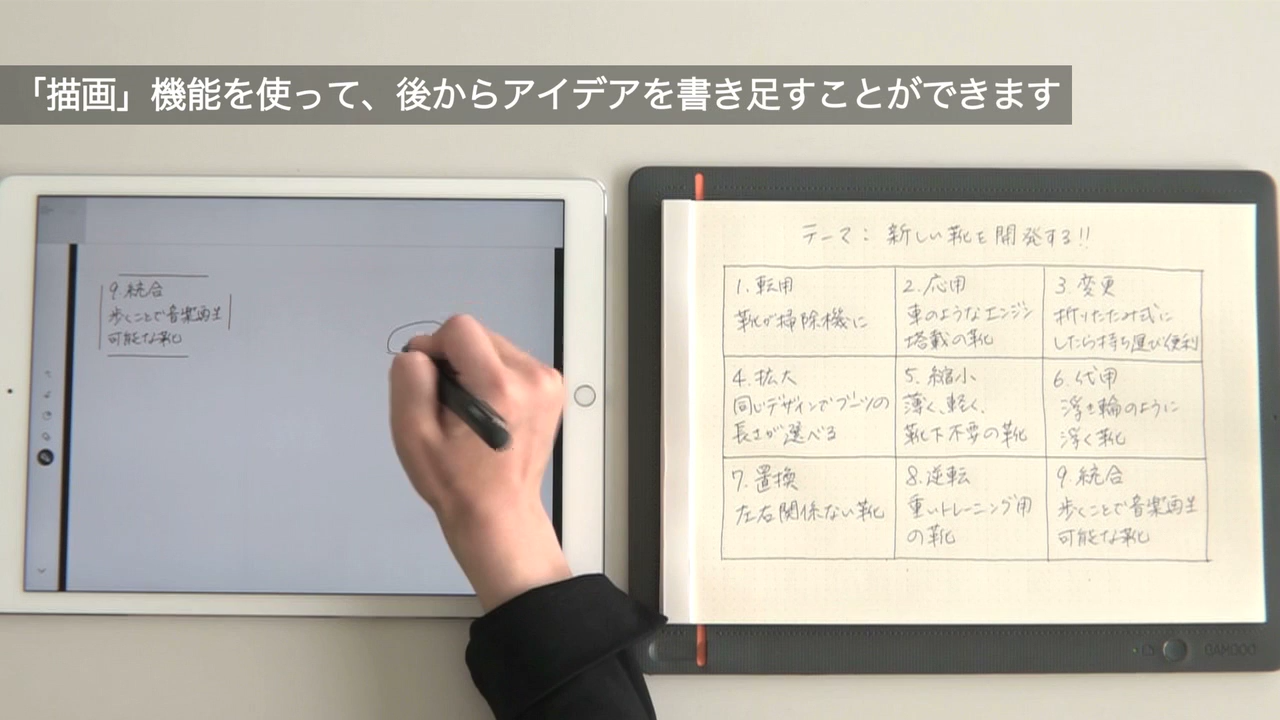 「描画」機能を使って、後からアイデアを書き足すことができます
9.統合
歩くことで音楽再生
可能な靴
テーマ：新しい靴を開発する!!
1.転用
靴が掃除機に
2.応用
車のようなエンジン
搭載の靴
3.変更
折りたたみ式に
したら持ち運び便利
4.拡大
同じデザインでブーツの
長さが選べる
5.縮小
薄く、軽く、
靴下不要の靴
6.代用
浮き輪のように
浮く靴
7.置換
左右関係ない靴
8.逆転
重いトレーニング用
の靴
9.統合
歩くことで音楽再生
可能な靴